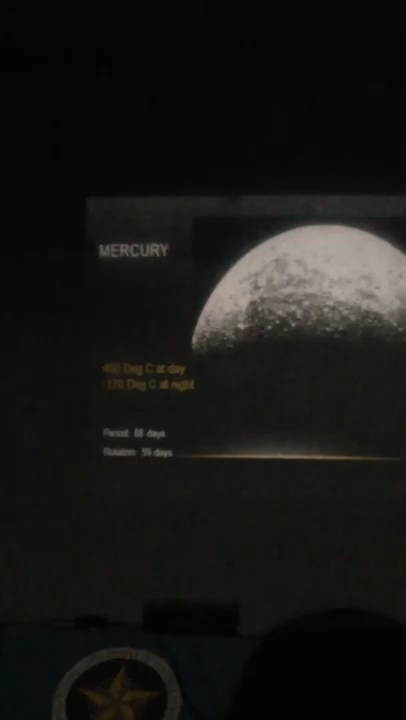 MERCURY
450 Deg C at day
-170 Deg C at night
Period: 88 days
Rotation: 59 days